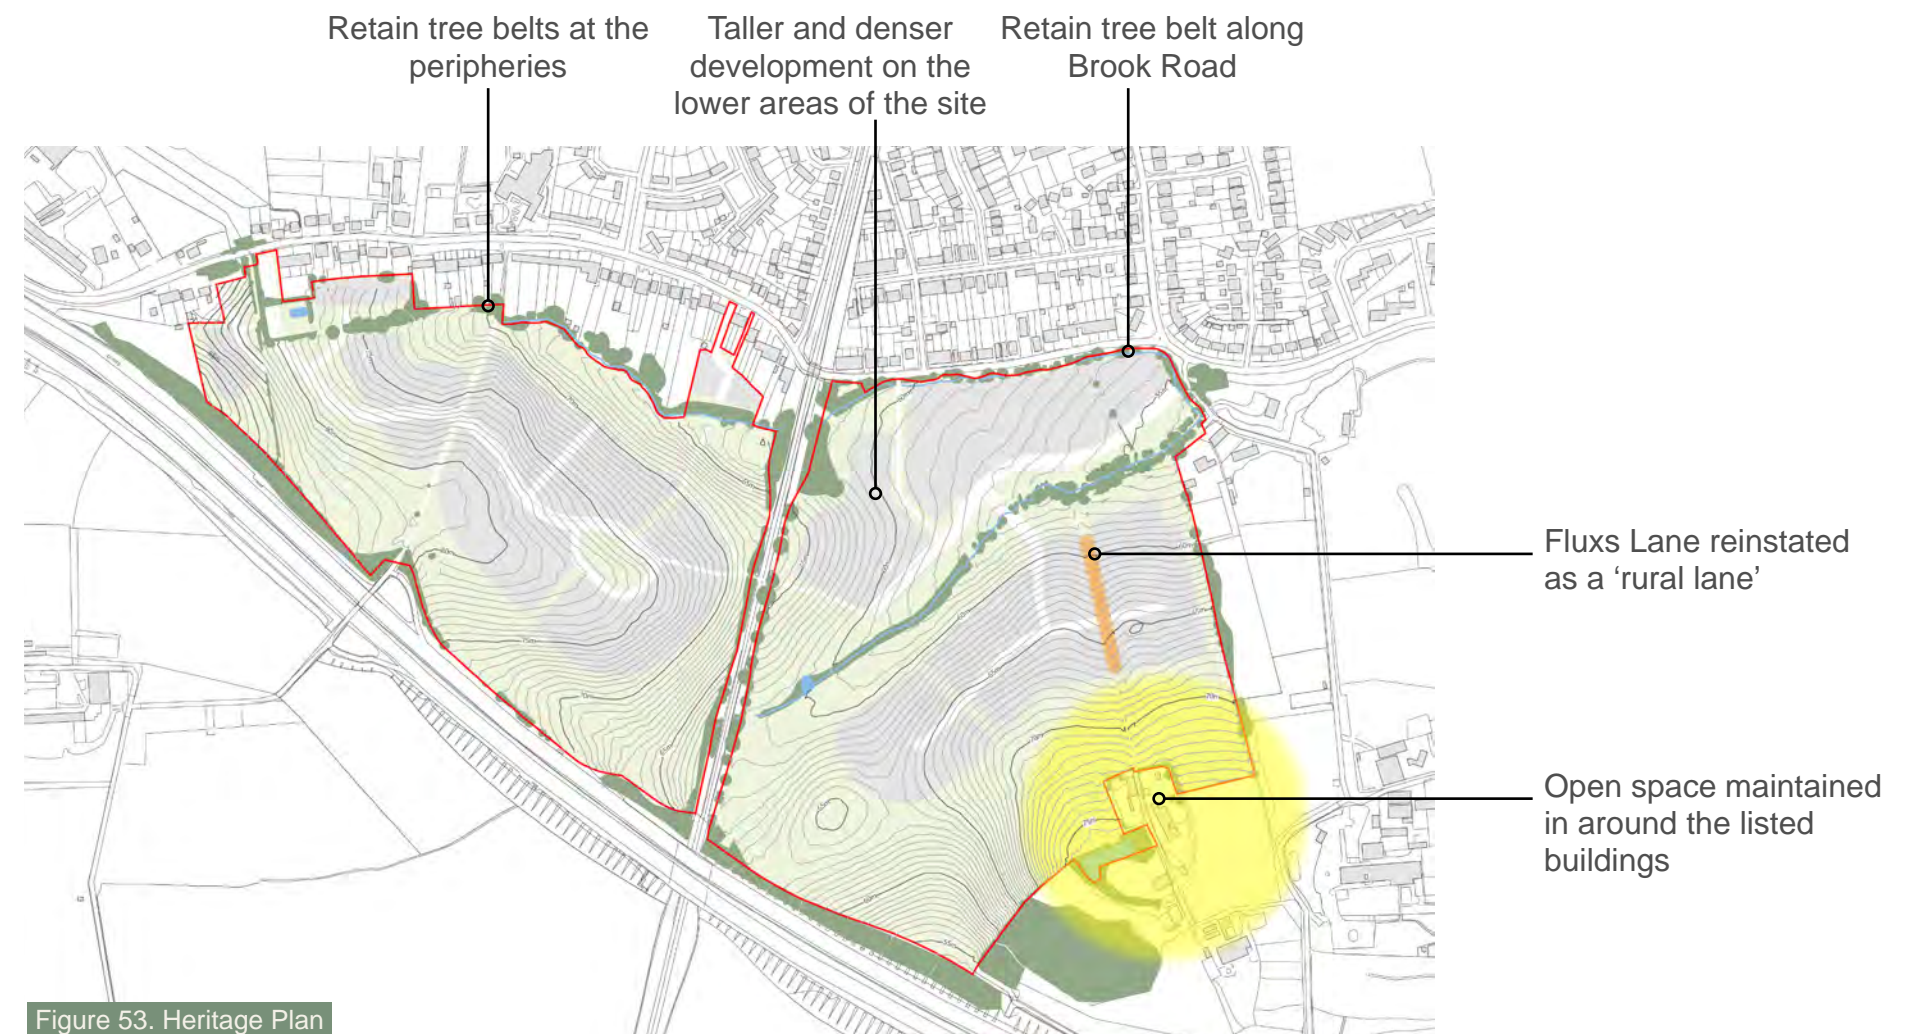 Retain tree belts at the
peripheries
Taller and denser
development on the
lower areas of the site
Retain tree belt along
Brook Road
Fluxs Lane reinstated
as a ‘rural lane’
Open space maintained
in around the listed
buildings
Figure 53. Heritage Plan